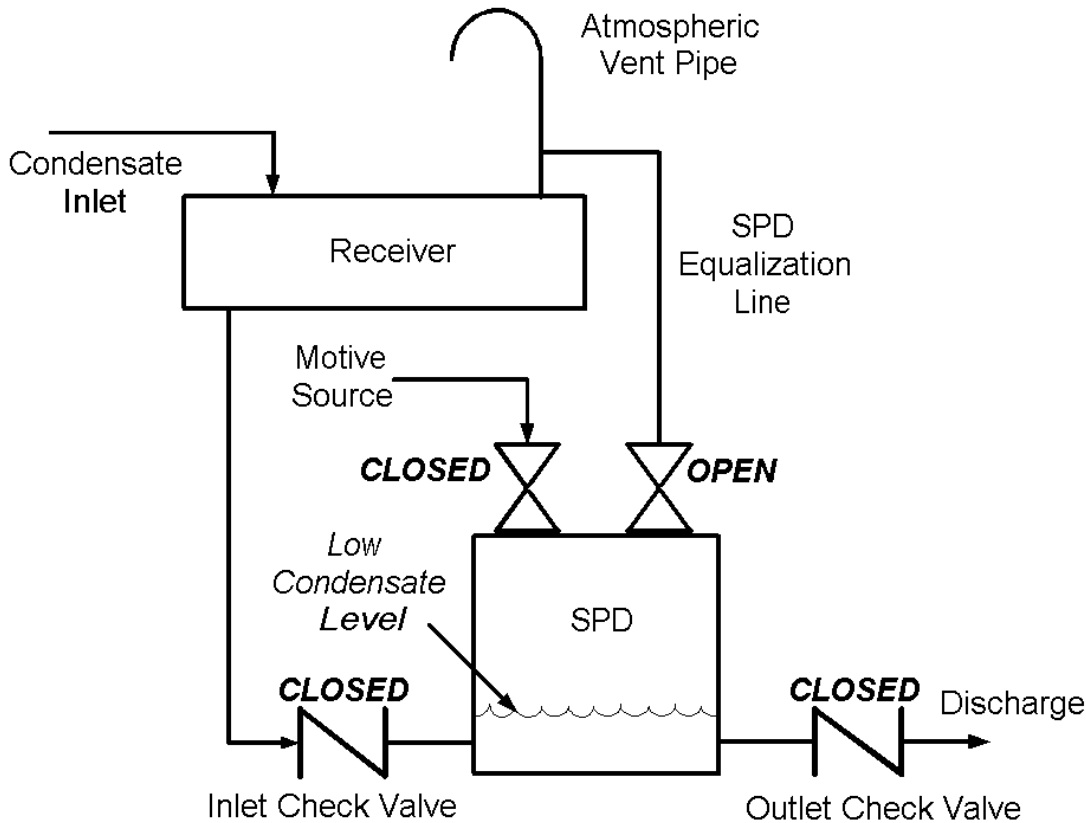 Atmospheric
Vent Pipe
Condensate
Inlet
Receiver
SPD
Equalization
Line
Motive
Source
CLOSED
OPEN
Low
Condensate
Level
SPD
CLOSED
CLOSED
Discharge
Inlet Check Valve
Outlet Check Valve